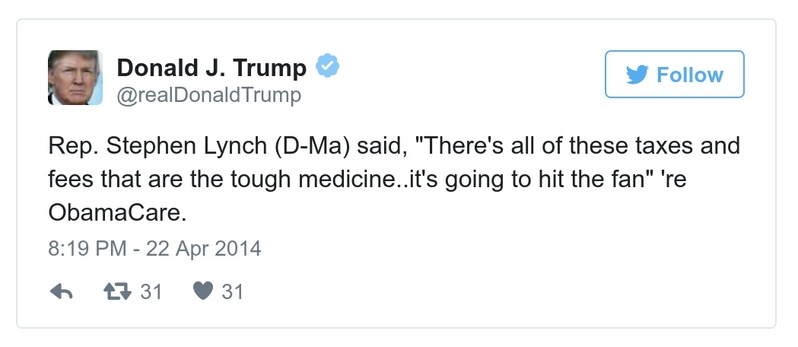 Donald J. Trump
@realDonaldTrump
Follow
Rep. Stephen Lynch (D-Ma) said, "There's all of these taxes and
fees that are the tough medicine..it's going to hit the fan" 're
ObamaCare.
8:19 PM - 22 Apr 2014
31 31